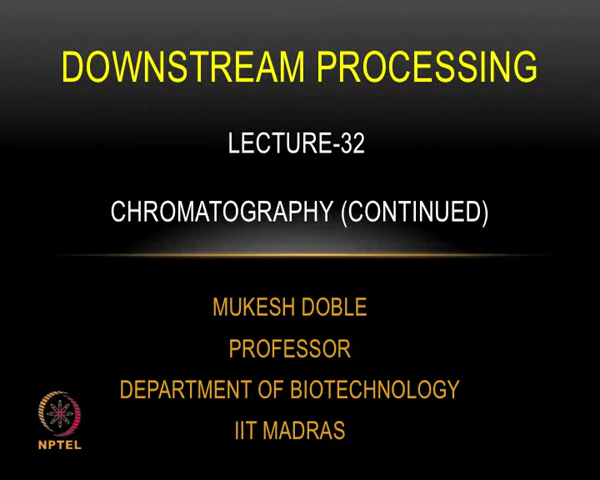 DOWNSTREAM PROCESSING
LECTURE-32
CHROMATOGRAPHY (CONTINUED)
MUKESH DOBLE
PROFESSOR
DEPARTMENT OF BIOTECHNOLOGY
IIT MADRAS
NPTEL